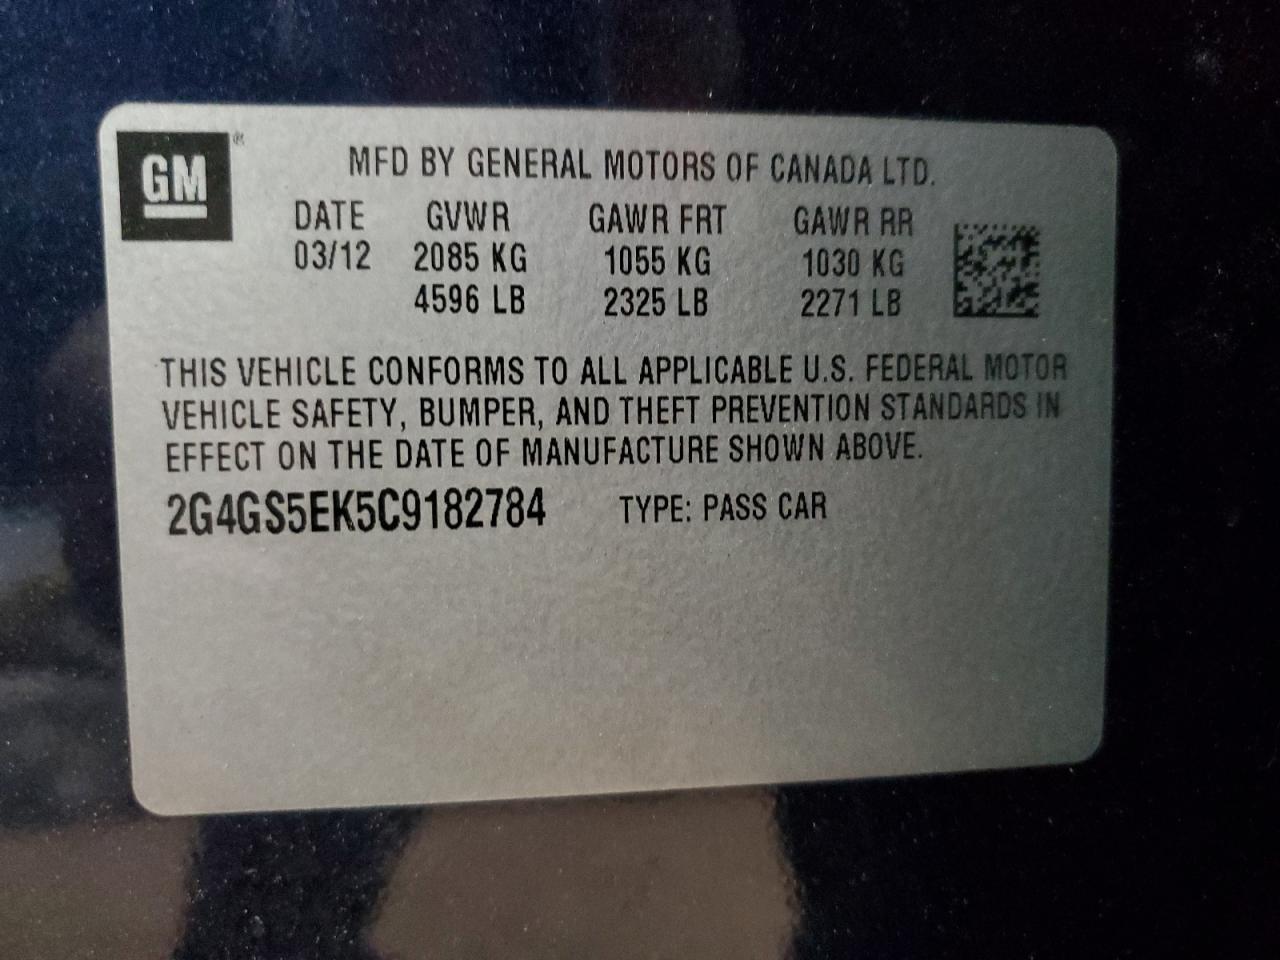 GM®
MFD BY GENERAL MOTORS OF CANADA LTD.
DATE GVWR GAWR FRT GAWR RR
03/12 2085 KG 1055 KG 1030 KG
4596 LB 2325 LB 2271 LB
THIS VEHICLE CONFORMS TO ALL APPLICABLE U.S. FEDERAL MOTOR
VEHICLE SAFETY, BUMPER, AND THEFT PREVENTION STANDARDS IN
EFFECT ON THE DATE OF MANUFACTURE SHOWN ABOVE.
2G4GS5EK5C9182784 TYPE: PASS CAR